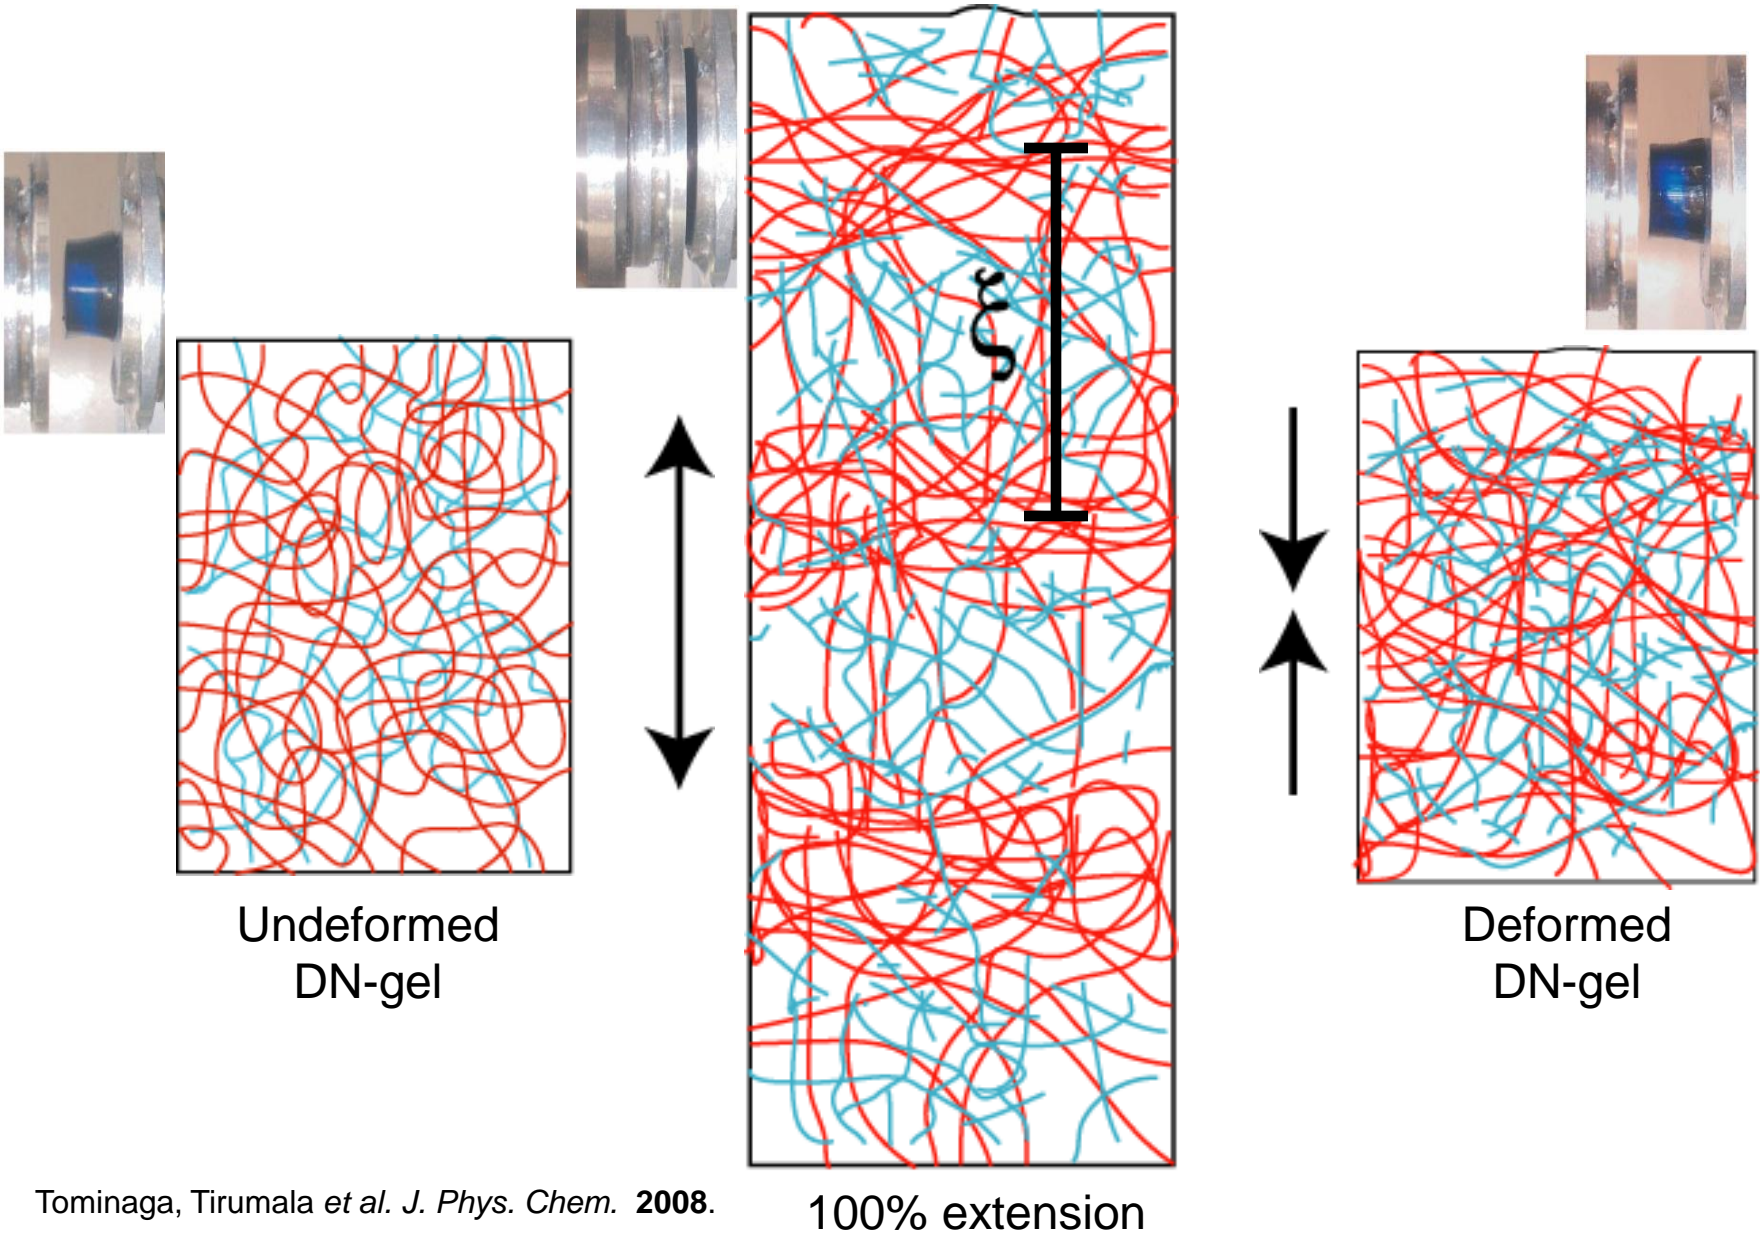 ξ
Undeformed
DN-gel
Deformed
DN-gel
Tominaga, Tirumala et al. J. Phys. Chem. 2008.
100% extension